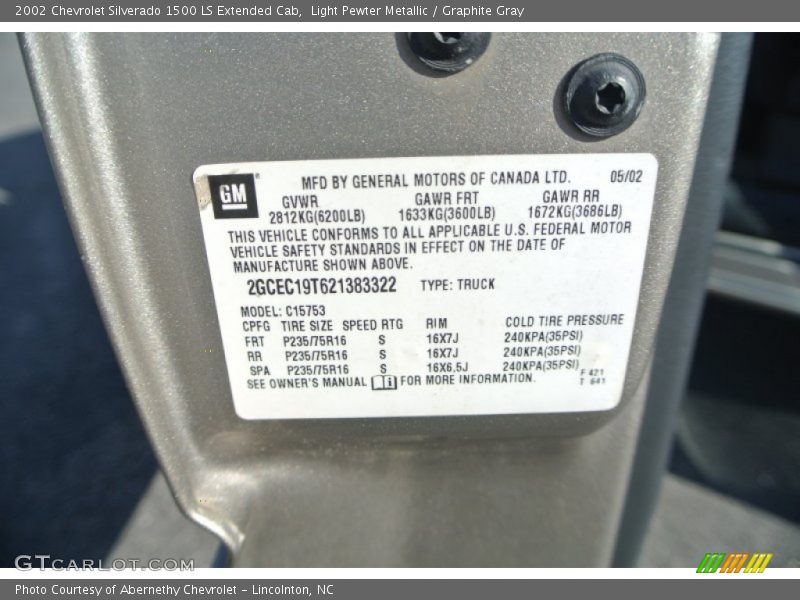 2002 Chevrolet Silverado 1500 LS Extended Cab,  Light Pewter Metallic / Graphite Gray
GM MFD BY GENERAL MOTORS OF CANADA LTD. 05/02
GVWR GAWR FRT GAWR RR
2812KG(6200LB) 1633KG(3600LB) 1672KG(3686LB)
THIS VEHICLE CONFORMS TO ALL APPLICABLE U.S. FEDERAL MOTOR
VEHICLE SAFETY STANDARDS IN EFFECT ON THE DATE OF
MANUFACTURE SHOWN ABOVE.
2GCEC19T621383322 TYPE: TRUCK
MODEL: C15753
CPFG TIRE SIZE SPEED RTG RIM COLD TIRE PRESSURE
FRT P235/75R16 S 16X7J 240KPA(35PSI)
RR P235/75R16 S 16X7J 240KPA(35PSI)
SPA P235/75R16 S 16X6.5J 240KPA(35PSI)
SEE OWNER'S MANUAL FOR MORE INFORMATION.
F 421
T 641
GTCARLOT.COM
Photo Courtesy of Abernethy Chevrolet – Lincolnton, NC